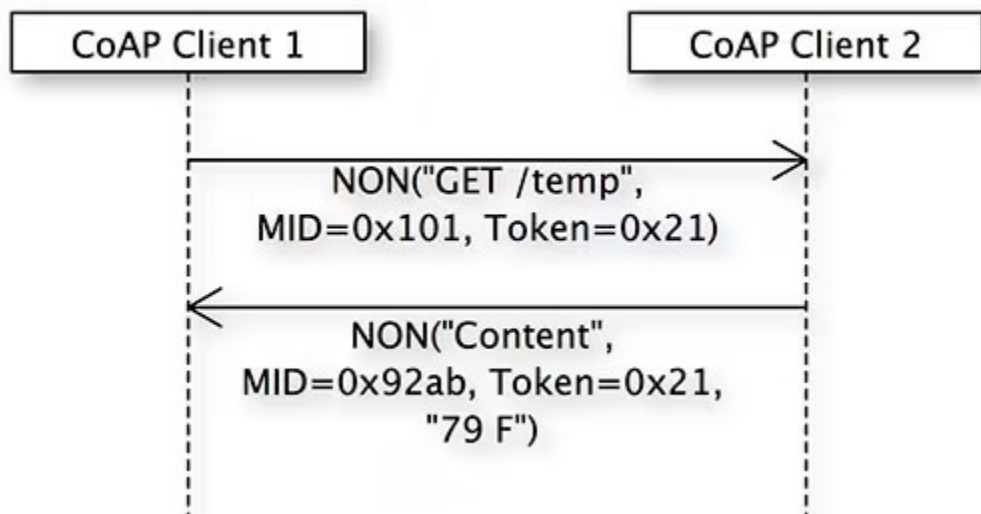 CoAP Client 1
CoAP Client 2
NON("GET /temp",
MID=0x101, Token=0x21)
NON("Content",
MID=0x92ab, Token=0x21,
"79 F")